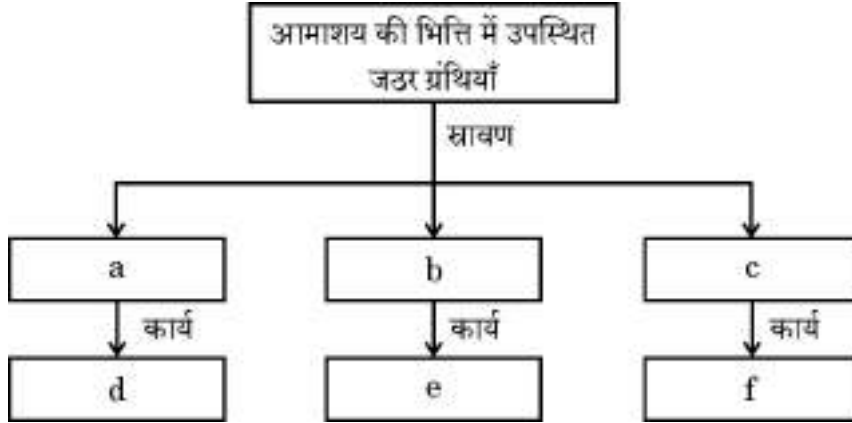 आमाशय की भित्ति में उपस्थित
जठर ग्रंथियाँ
स्रावण
a
b
c
कार्य
कार्य
कार्य
d
e
f